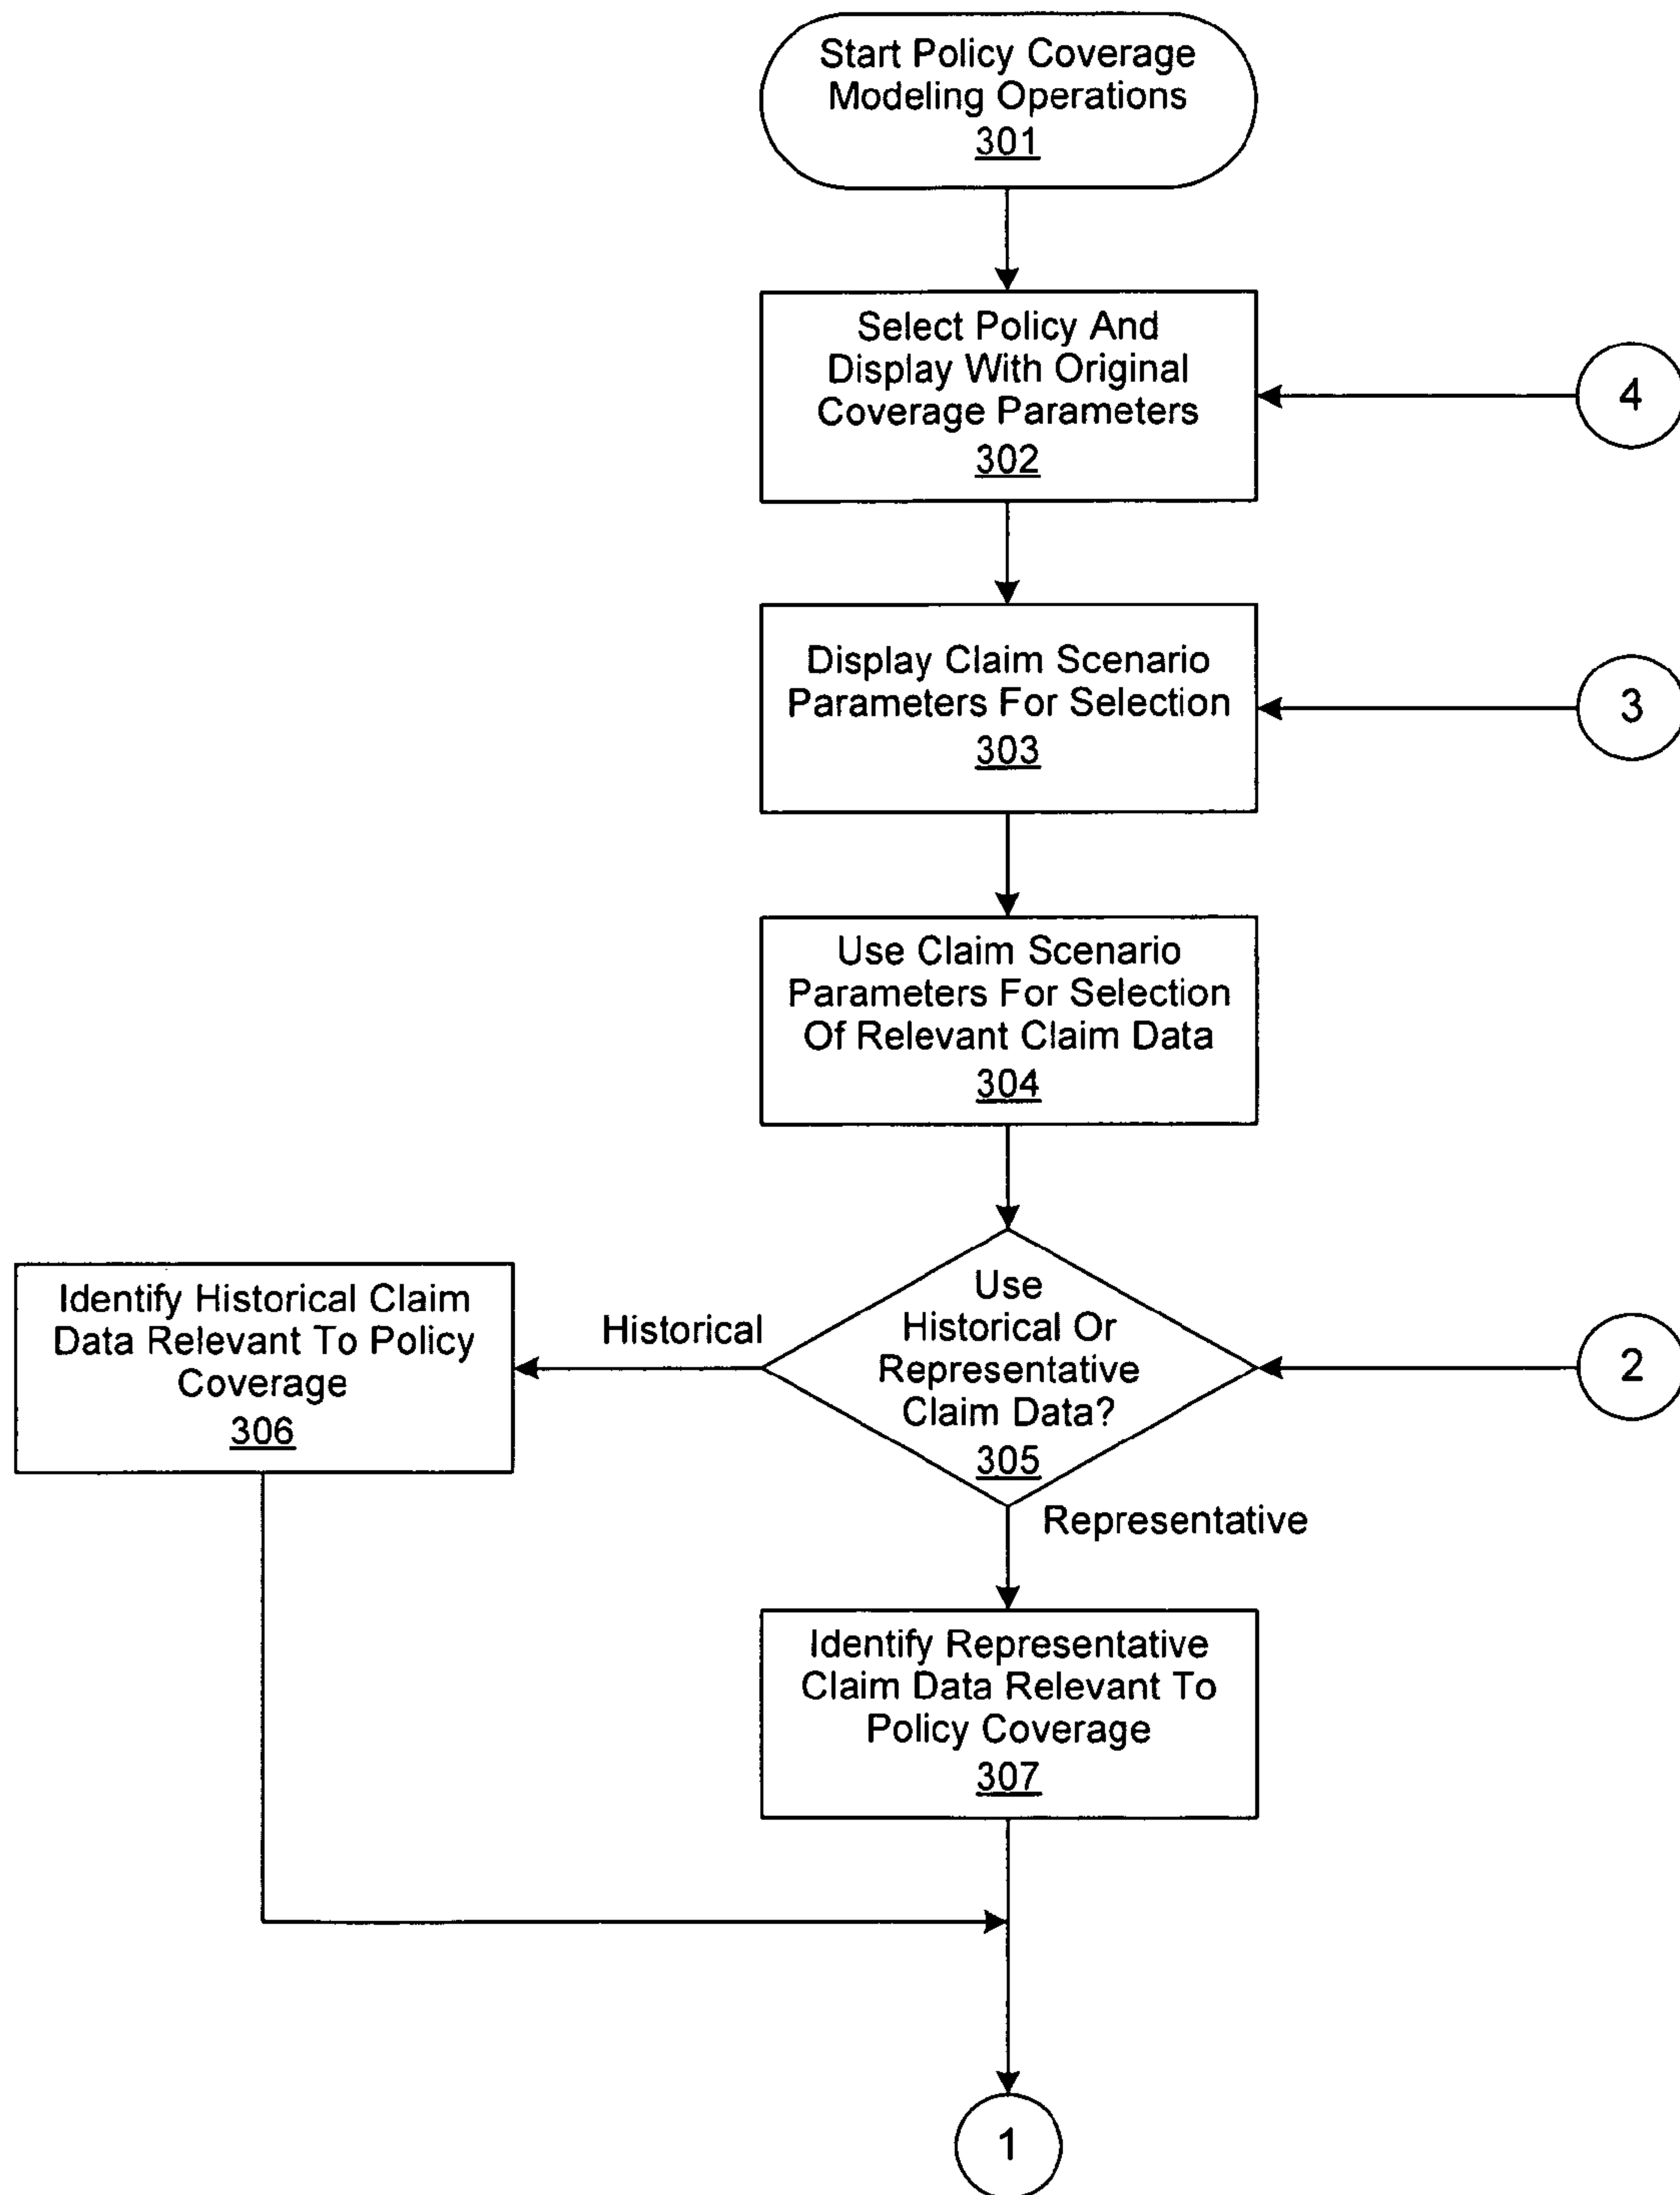 Start Policy Coverage
Modeling Operations
301
Select Policy And
Display With Original
Coverage Parameters
302
4
Display Claim Scenario
Parameters For Selection
303
3
Use Claim Scenario
Parameters For Selection
Of Relevant Claim Data
304
Use
Historical Or
Representative
Claim Data?
305
2
Historical
Identify Historical Claim
Data Relevant To Policy
Coverage
306
Representative
Identify Representative
Claim Data Relevant To
Policy Coverage
307
1